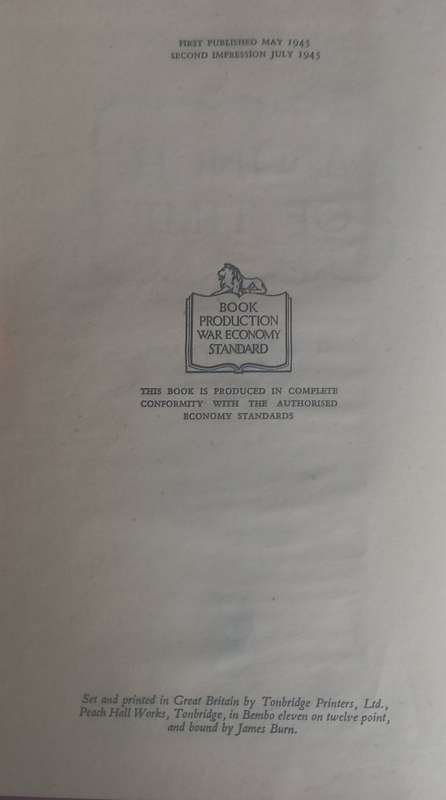 FIRST PUBLISHED MAY 1945
SECOND IMPRESSION JULY 1945
BOOK
PRODUCTION
WAR ECONOMY
STANDARD
THIS BOOK IS PRODUCED IN COMPLETE
CONFORMITY WITH THE AUTHORISED
ECONOMY STANDARDS
Set and printed in Great Britain by Tonbridge Printers, Ltd.,
Peach Hall Works, Tonbridge, in Bembo eleven on twelve point,
and bound by James Burn.